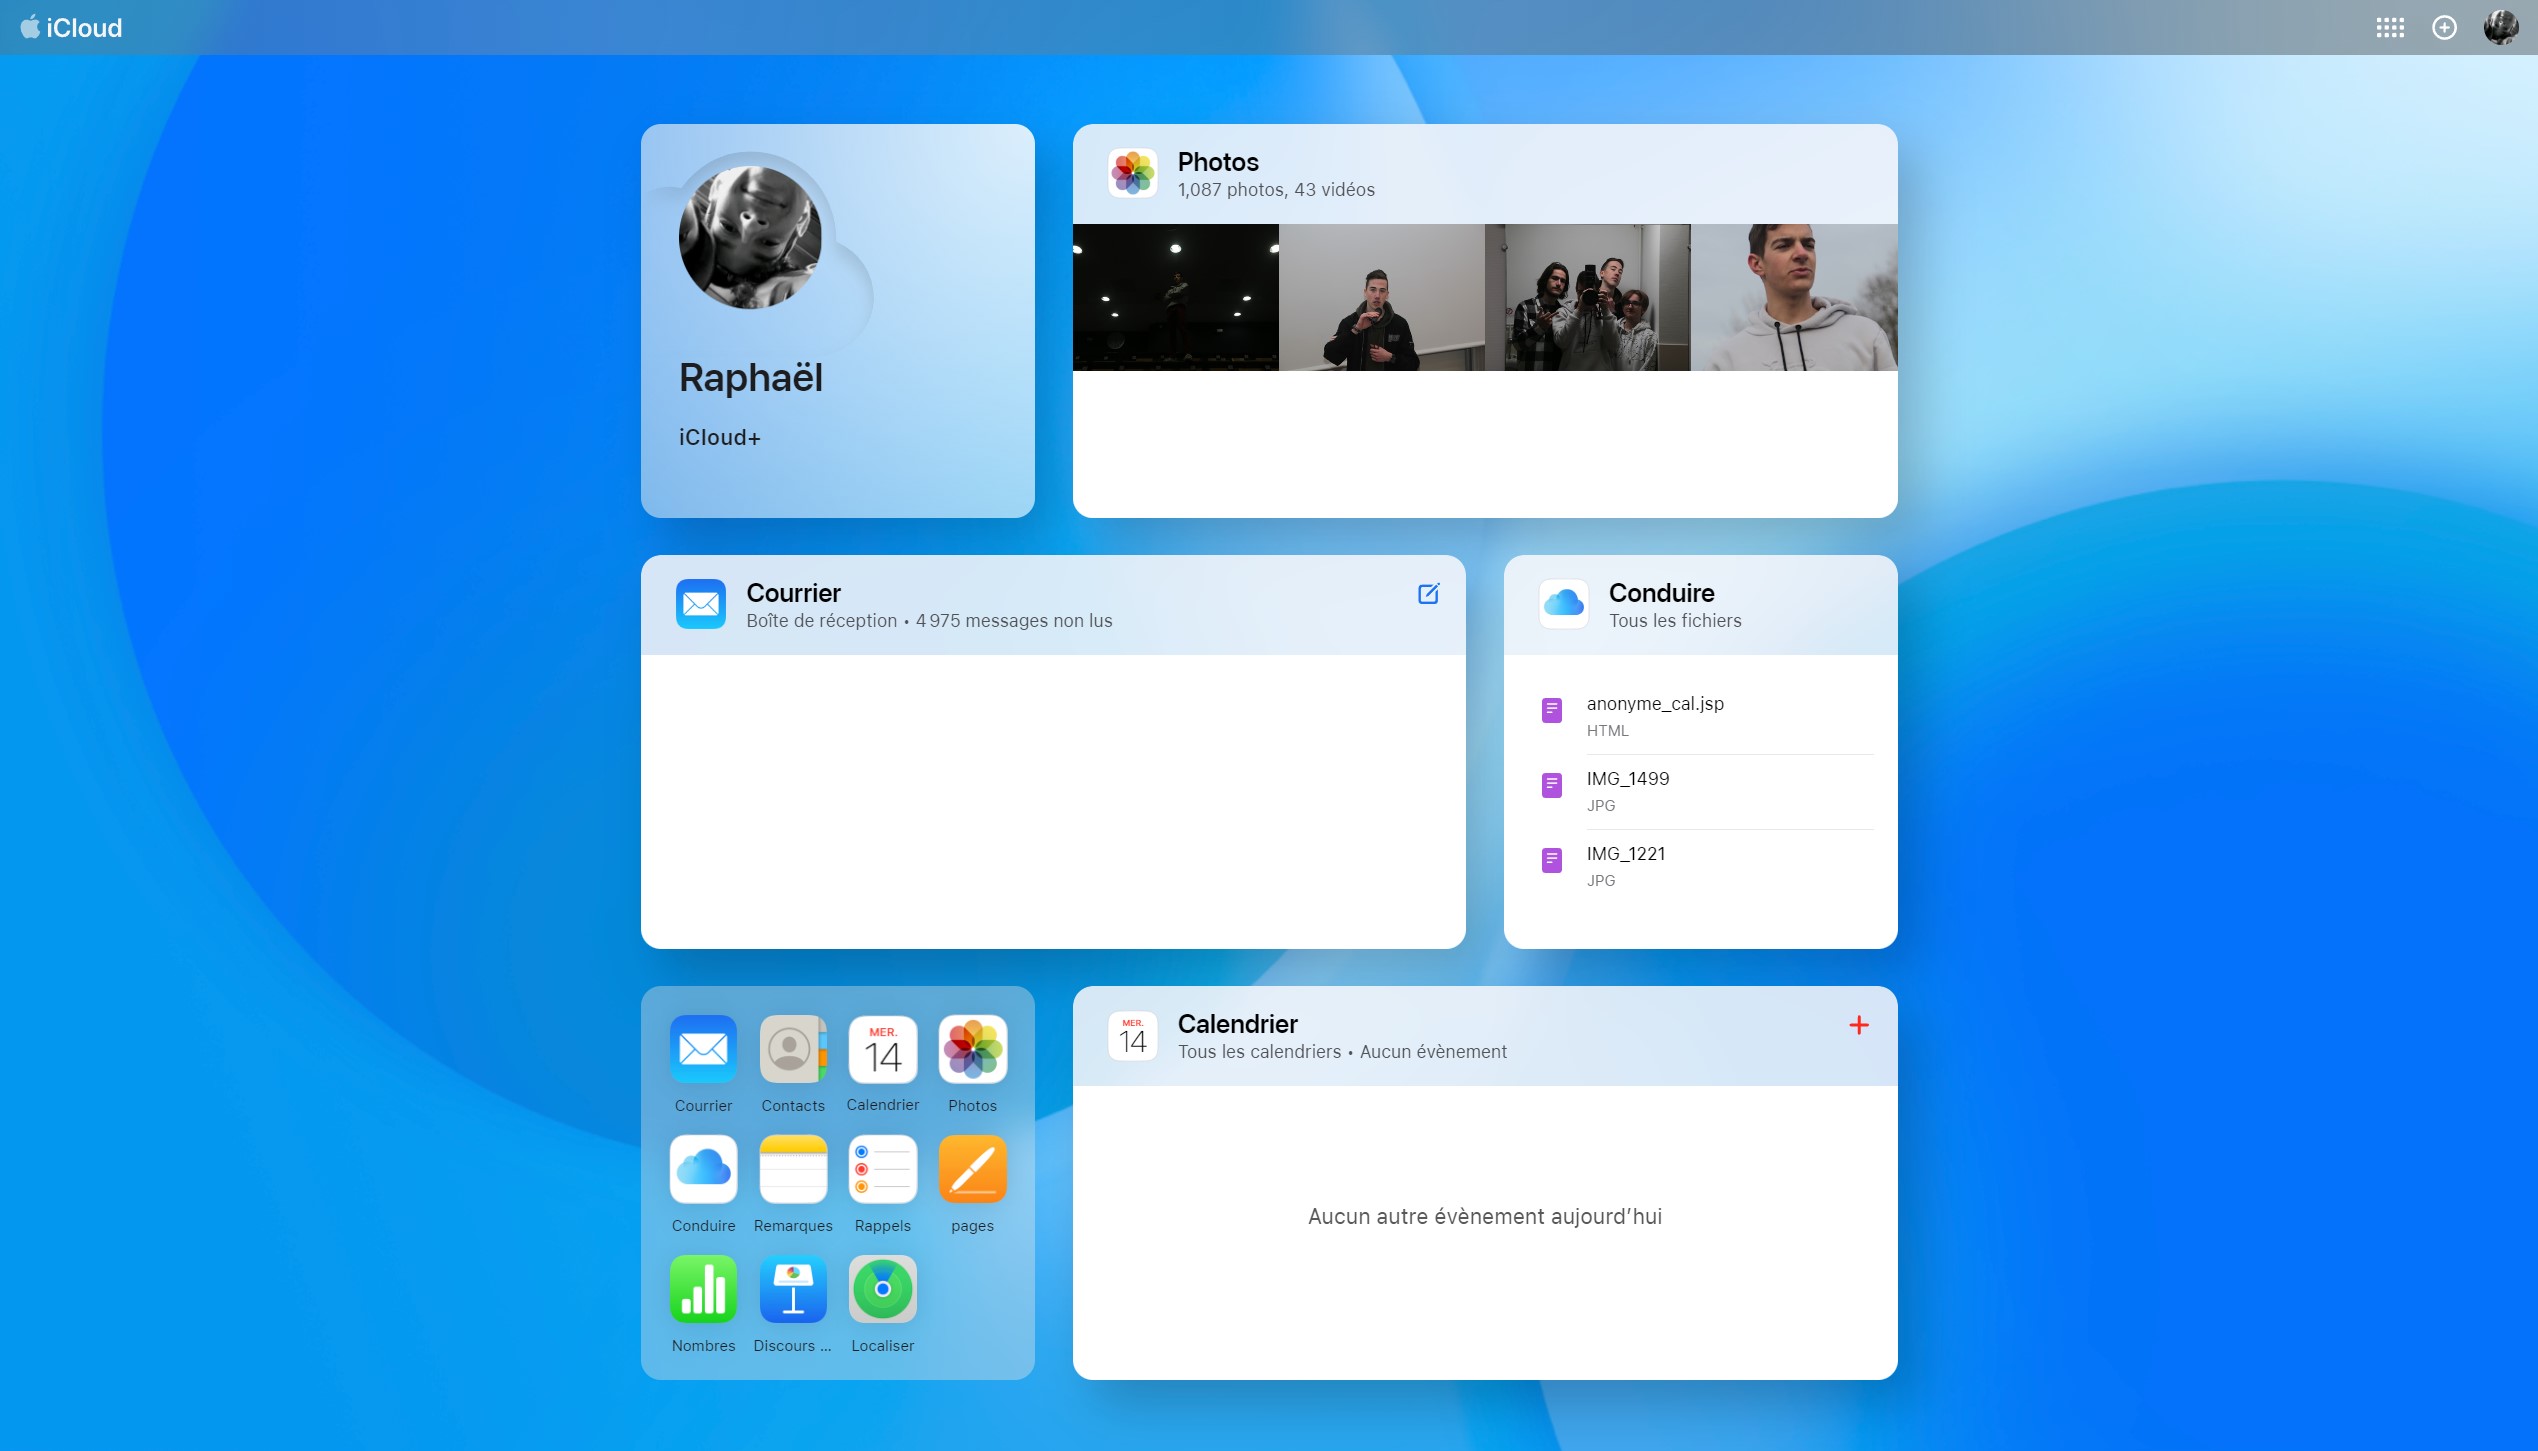 iCloud
Raphaël
iCloud+
Photos
1,087 photos, 43 vidéos
Courrier
Boîte de réception • 4 975 messages non lus
Conduire
Tous les fichiers
anonyme_cal.jsp
HTML
IMG_1499
JPG
IMG_1221
JPG
MER.
14
Courrier
Contacts
Calendrier
Photos
Conduire
Remarques
Rappels
pages
Nombres
Discours ...
Localiser
MER.
14
Calendrier
Tous les calendriers • Aucun évènement
Aucun autre évènement aujourd’hui